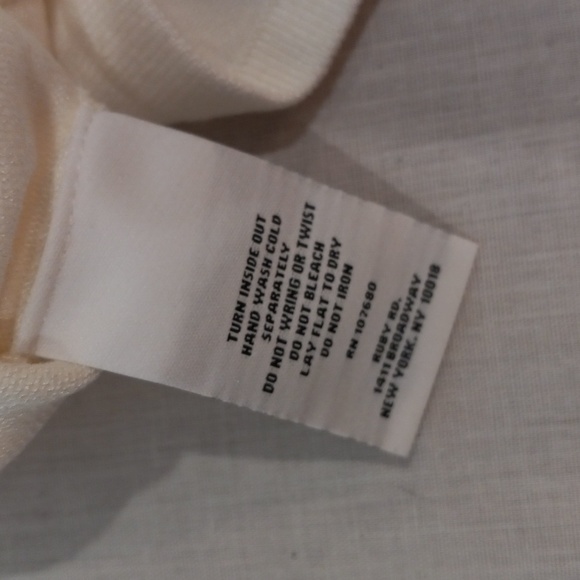 TURN INSIDE OUT
HAND WASH COLD
SEPARATELY
DO NOT WRING OR TWIST
DO NOT BLEACH
LAY FLAT TO DRY
DO NOT IRON
RN 107680
RUBY RD.
1411 BROADWAY
NEW YORK, NY 10018